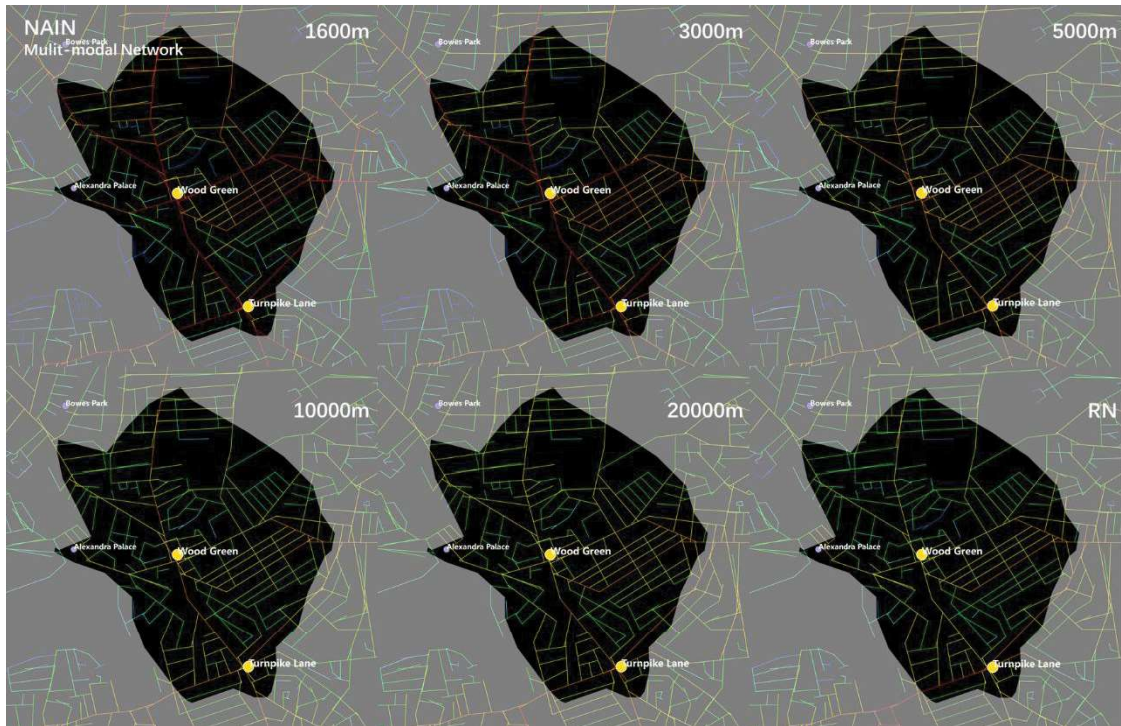 NAIN
Mulit-modal Network
1600m
Bowes Park
Alexandra Palace
Wood Green
Turnpike Lane
3000m
Bowes Park
Alexandra Palace
Wood Green
Turnpike Lane
5000m
Bowes Park
Alexandra Palace
Wood Green
Turnpike Lane
10000m
Bowes Park
Alexandra Palace
Wood Green
Turnpike Lane
20000m
Bowes Park
Alexandra Palace
Wood Green
Turnpike Lane
RN
Bowes Park
Alexandra Palace
Wood Green
Turnpike Lane